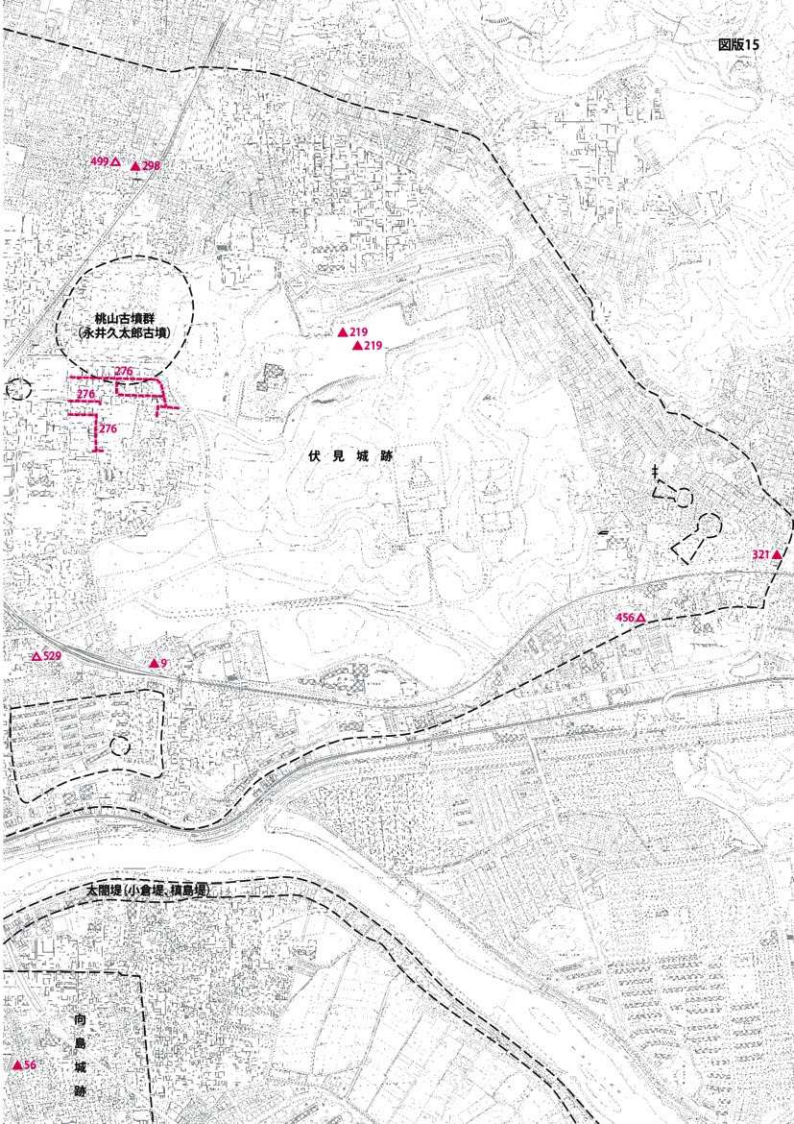 図版15
499△ ▲298
桃山古墳群
(永井久太郎古墳)
▲219
▲219
276
276
276
伏見城跡
321▲
456△
△529
▲9
太閤堤(小倉堤、槙島堤)
向島城跡
▲56